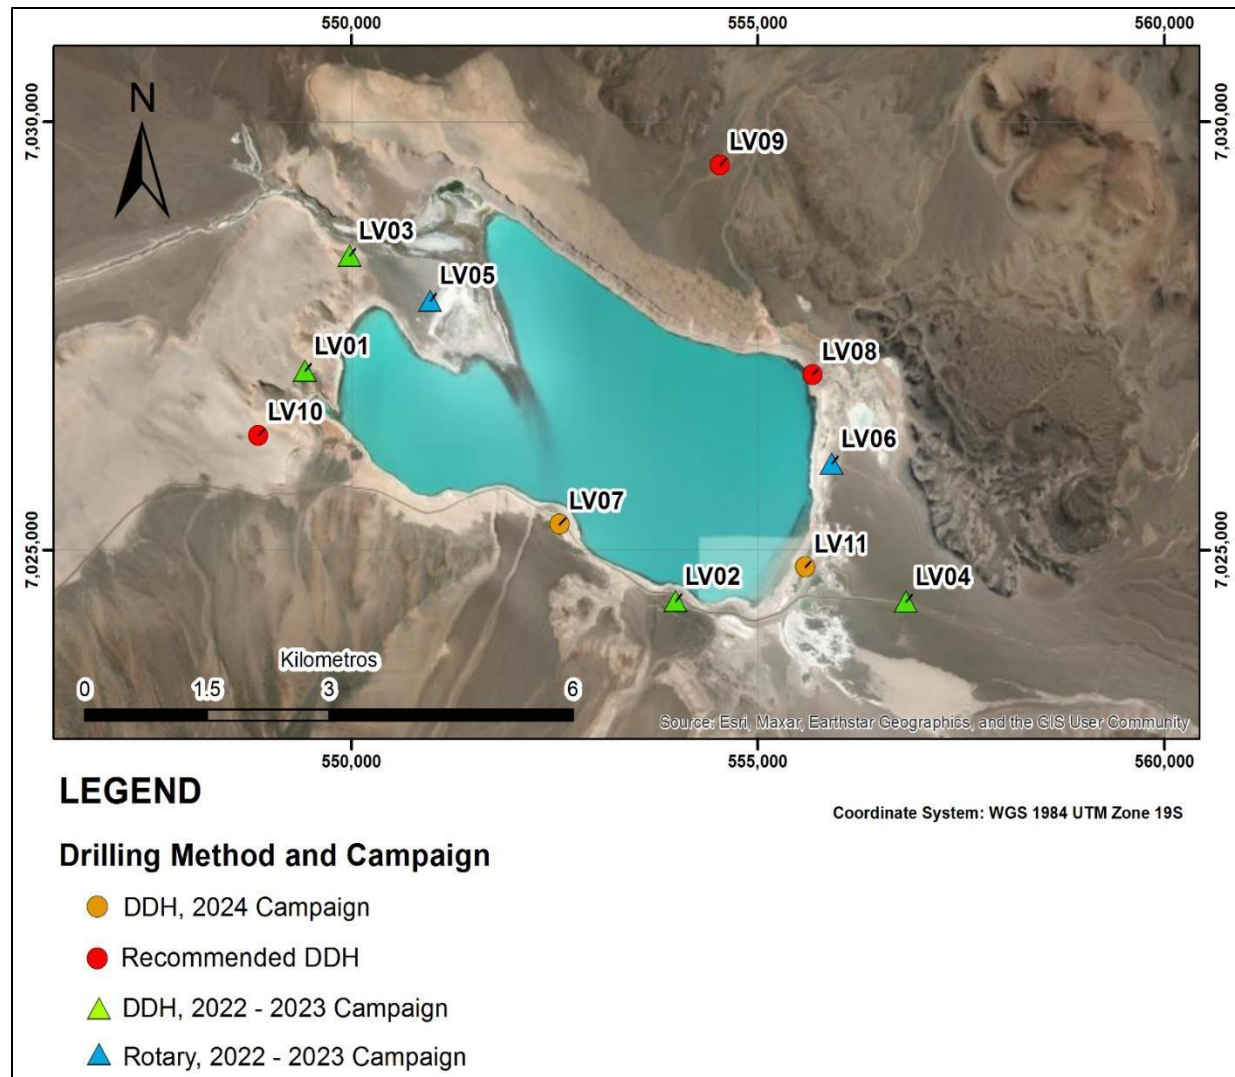 550,000 555,000 560,000
7,030,000 7,030,000
N
LV09
LV03
LV05
LV01
LV08
LV10
LV06
LV07
7,025,000 7,025,000
LV11
LV02
LV04
Kilometros
0 1.5 3 6
Source: Esri, Maxar, Earthstar Geographics, and the GIS User Community
550,000 555,000 560,000
LEGEND
Coordinate System: WGS 1984 UTM Zone 19S
Drilling Method and Campaign
DDH, 2024 Campaign
Recommended DDH
DDH, 2022 - 2023 Campaign
Rotary, 2022 - 2023 Campaign